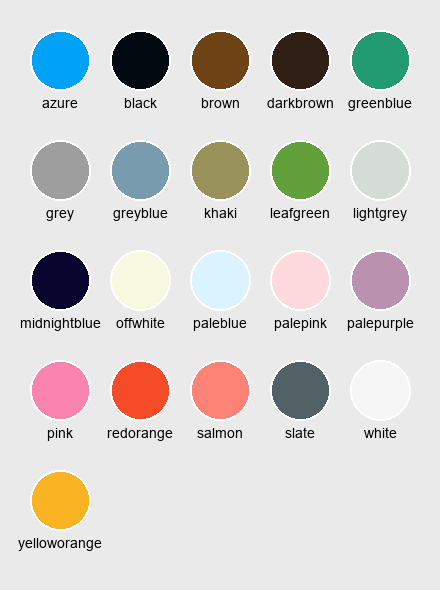 azure black brown darkbrown greenblue
grey greyblue khaki leafgreen lightgrey
midnightblue offwhite paleblue palepink palepurple
pink redorange salmon slate white
yelloworange